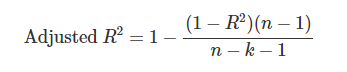 Adjusted R² = 1 − (1 − R²)(n − 1) / n − k − 1